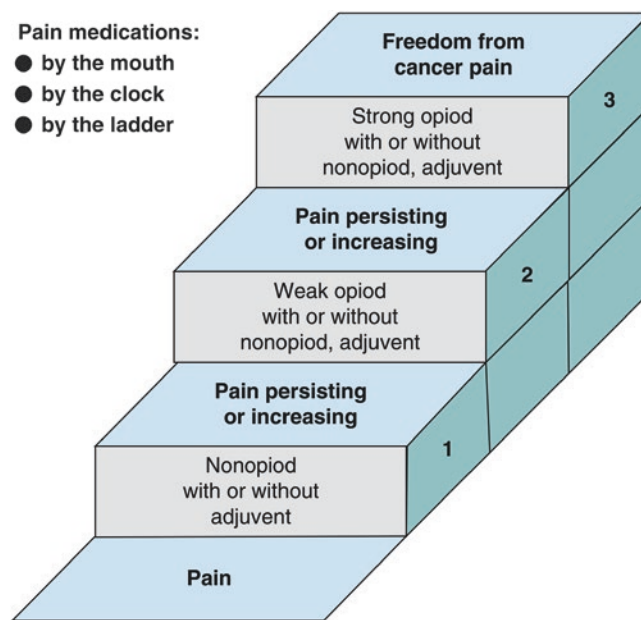 Pain medications:
● by the mouth
● by the clock
● by the ladder
Freedom from
cancer pain
3
Strong opiod
with or without
nonopiod, adjuvent
Pain persisting
or increasing
2
Weak opiod
with or without
nonopiod, adjuvent
Pain persisting
or increasing
1
Nonopiod
with or without
adjuvent
Pain